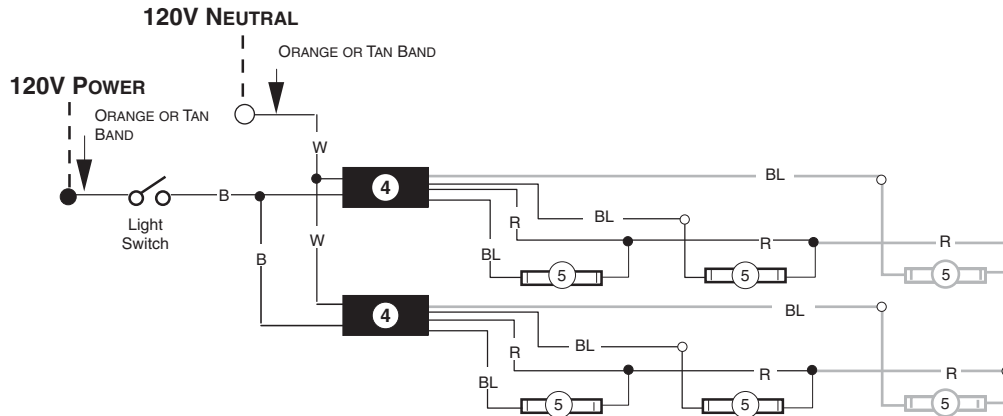 120V NEUTRAL
ORANGE OR TAN BAND
120V POWER
ORANGE OR TAN
BAND
W
4
BL
B
Light
Switch
R
BL
R
R
W
BL
B
5
5
5
4
BL
R
BL
R
R
BL
5
5
5